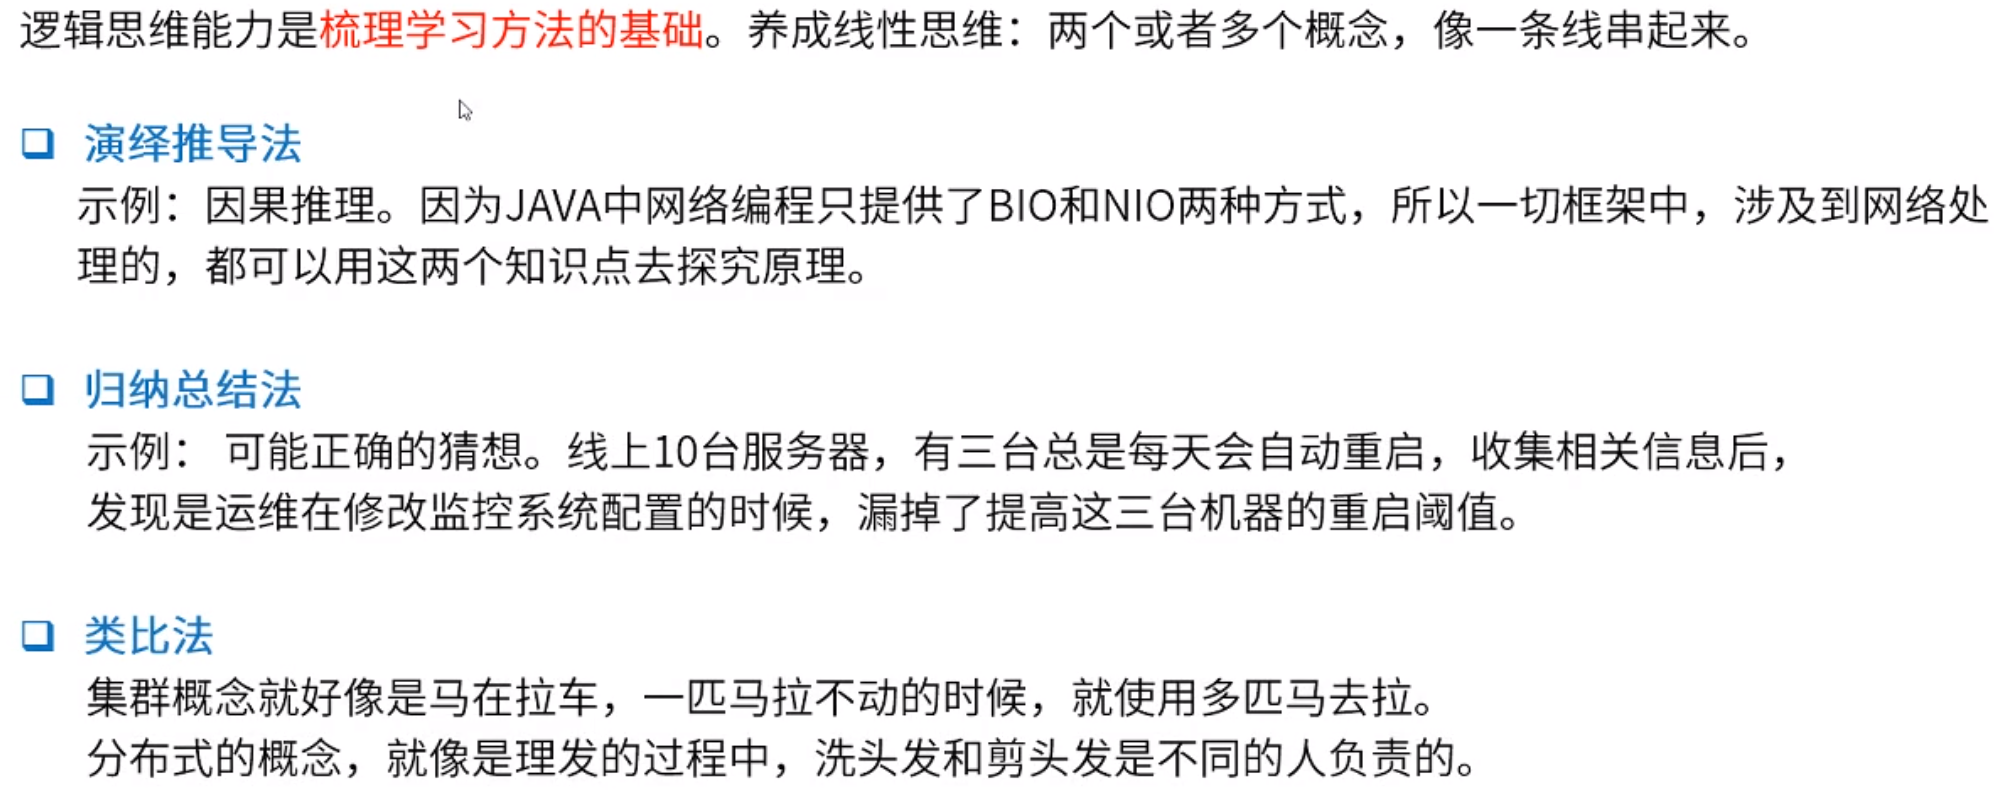 逻辑思维能力是梳理学习方法的基础。养成线性思维：两个或者多个概念，像一条线串起来。
演绎推导法
示例：因果推理。因为JAVA中网络编程只提供了BIO和NIO两种方式，所以一切框架中，涉及到网络处
理的，都可以用这两个知识点去探究原理。
归纳总结法
示例： 可能正确的猜想。线上10台服务器，有三台总是每天会自动重启，收集相关信息后，
发现是运维在修改监控系统配置的时候，漏掉了提高这三台机器的重启阈值。
类比法
集群概念就好像是马在拉车，一匹马拉不动的时候，就使用多匹马去拉。
分布式的概念，就像是理发的过程中，洗头发和剪头发是不同的人负责的。